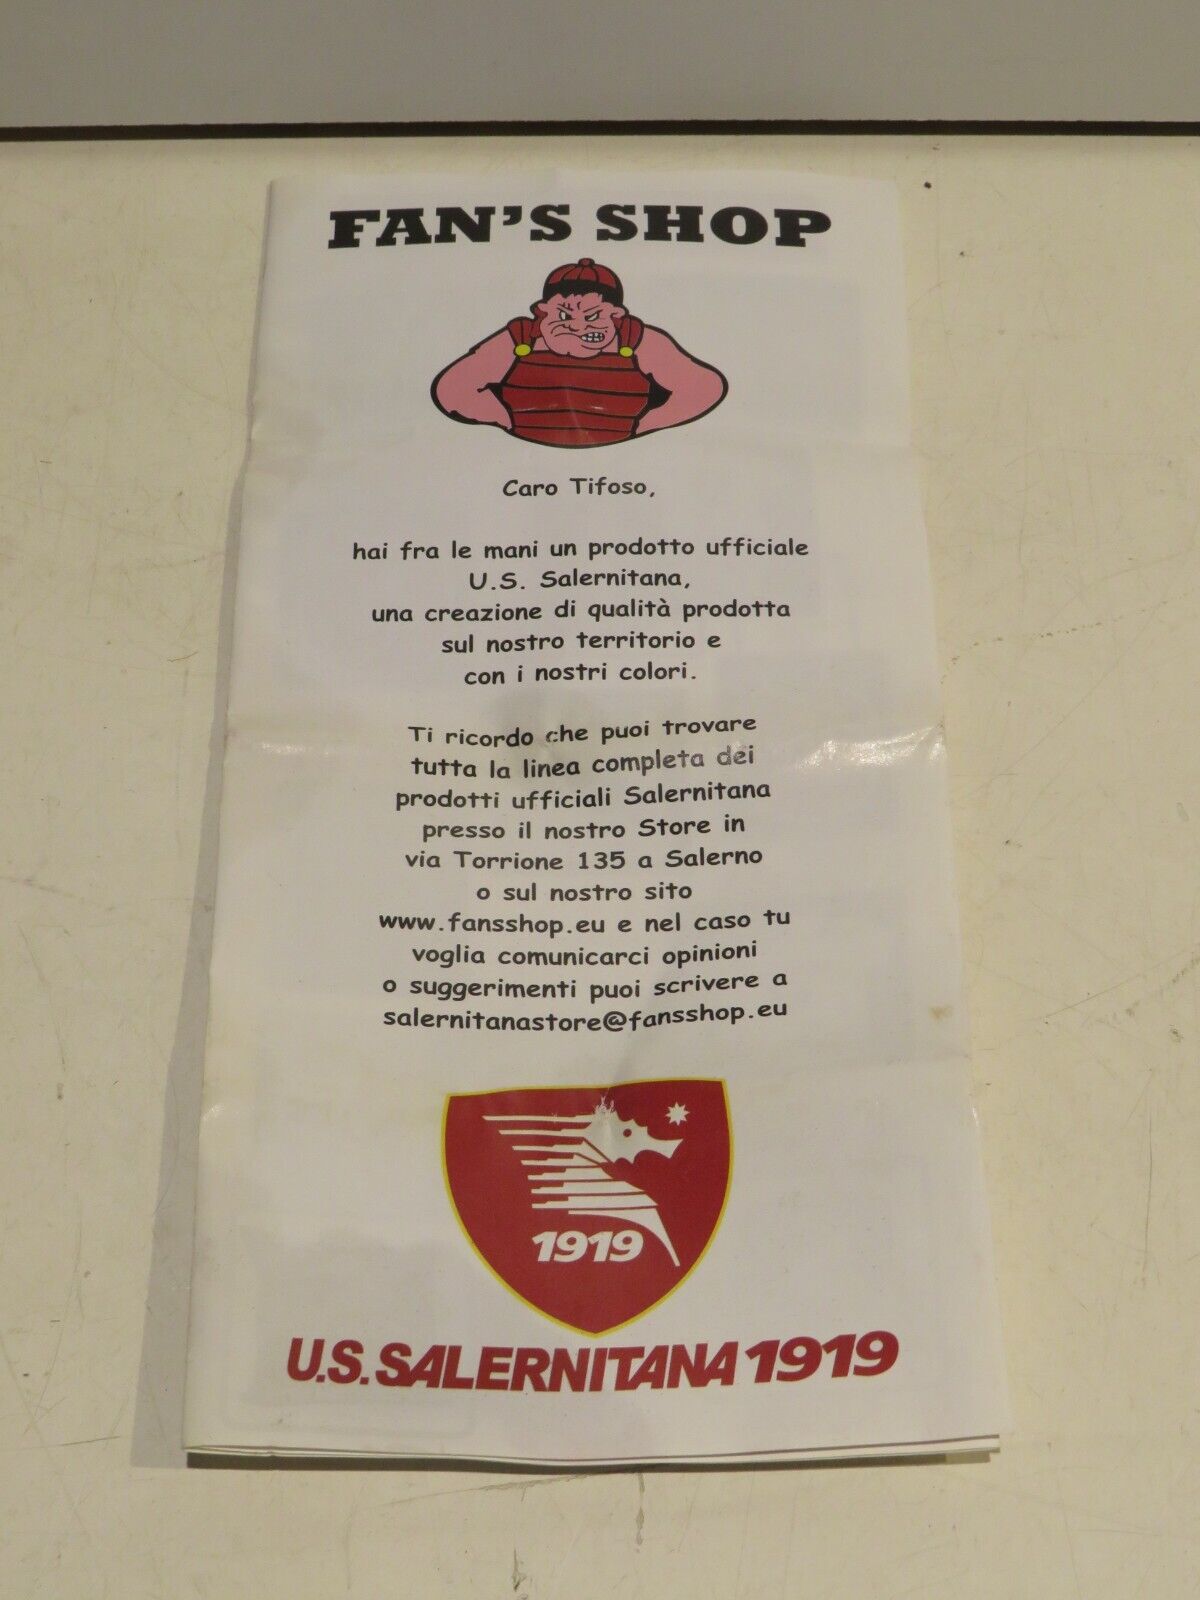 FAN'S SHOP
Caro Tifoso,
hai fra le mani un prodotto ufficiale
U.S. Salernitana,
una creazione di qualità prodotta
sul nostro territorio e
con i nostri colori.
Ti ricordo che puoi trovare
tutta la linea completa dei
prodotti ufficiali Salernitana
presso il nostro Store in
via Torrione 135 a Salerno
o sul nostro sito
www.fansshop.eu e nel caso tu
voglia comunicarci opinioni
o suggerimenti puoi scrivere a
salernitanastore@fansshop.eu
1919
U.S. SALERNITANA 1919